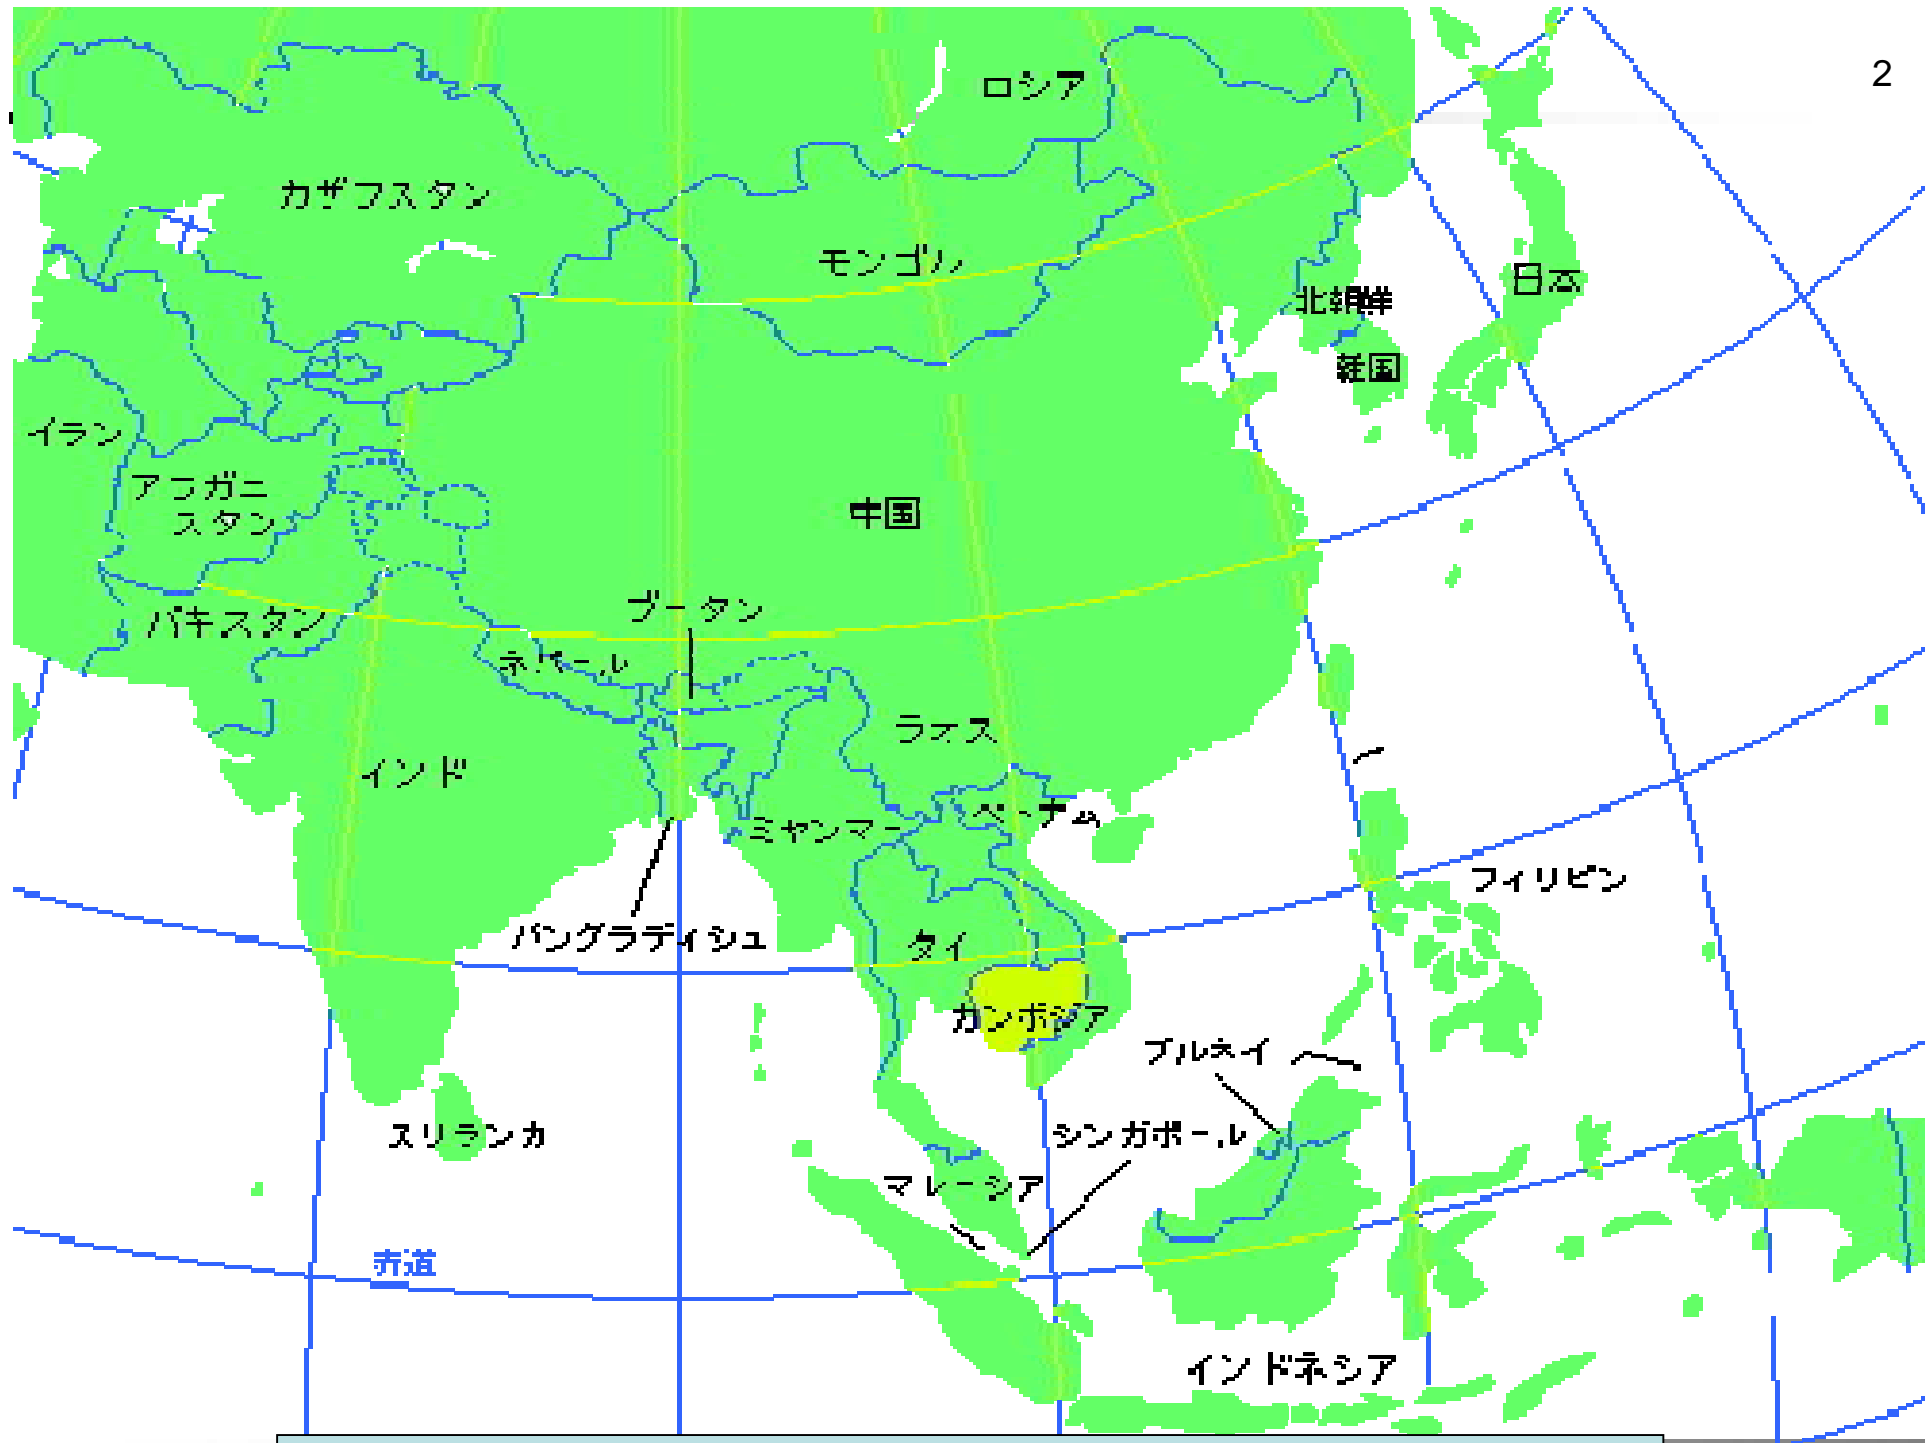 2
ロシア
カザフスタン
モンゴル
日本
北朝鮮
韓国
イラン
アフガニ
スタン
中国
パキスタン
ブータン
ネパール
ラオス
インド
ベトナム
ミャンマー
フィリピン
バングラディシュ
タイ
カンボジア
ブルネイ
スリランカ
シンガポール
マレーシア
赤道
インドネシア